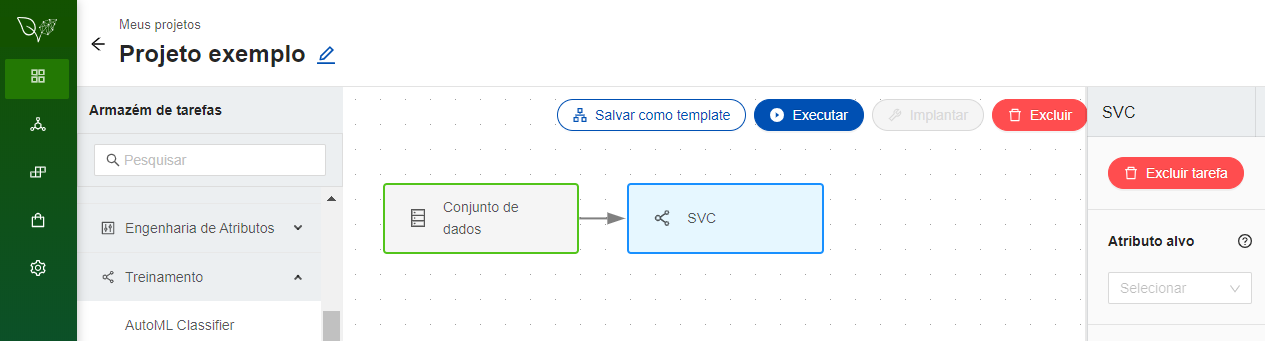 Meus projetos
Projeto exemplo
Armazém de tarefas
Pesquisar
Engenharia de Atributos
Treinamento
AutoML Classifier
Salvar como template
Executar
Implantar
Excluir
Conjunto de
dados
SVC
SVC
Excluir tarefa
Atributo alvo
Selecionar